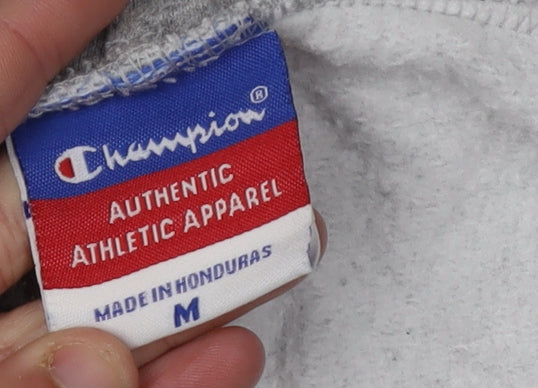 Champion®
AUTHENTIC
ATHLETIC APPAREL
MADE IN HONDURAS
M